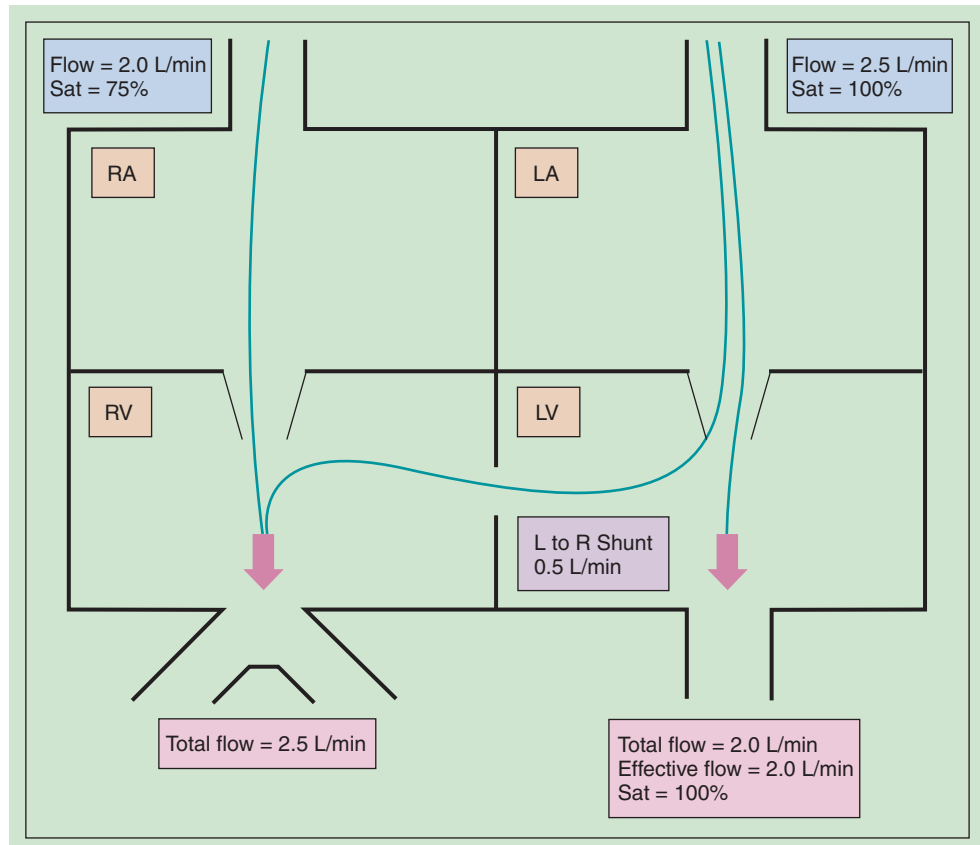 Flow = 2.0 L/min
Sat = 75%
Flow = 2.5 L/min
Sat = 100%
RA
LA
RV
LV
L to R Shunt
0.5 L/min
Total flow = 2.5 L/min
Total flow = 2.0 L/min
Effective flow = 2.0 L/min
Sat = 100%